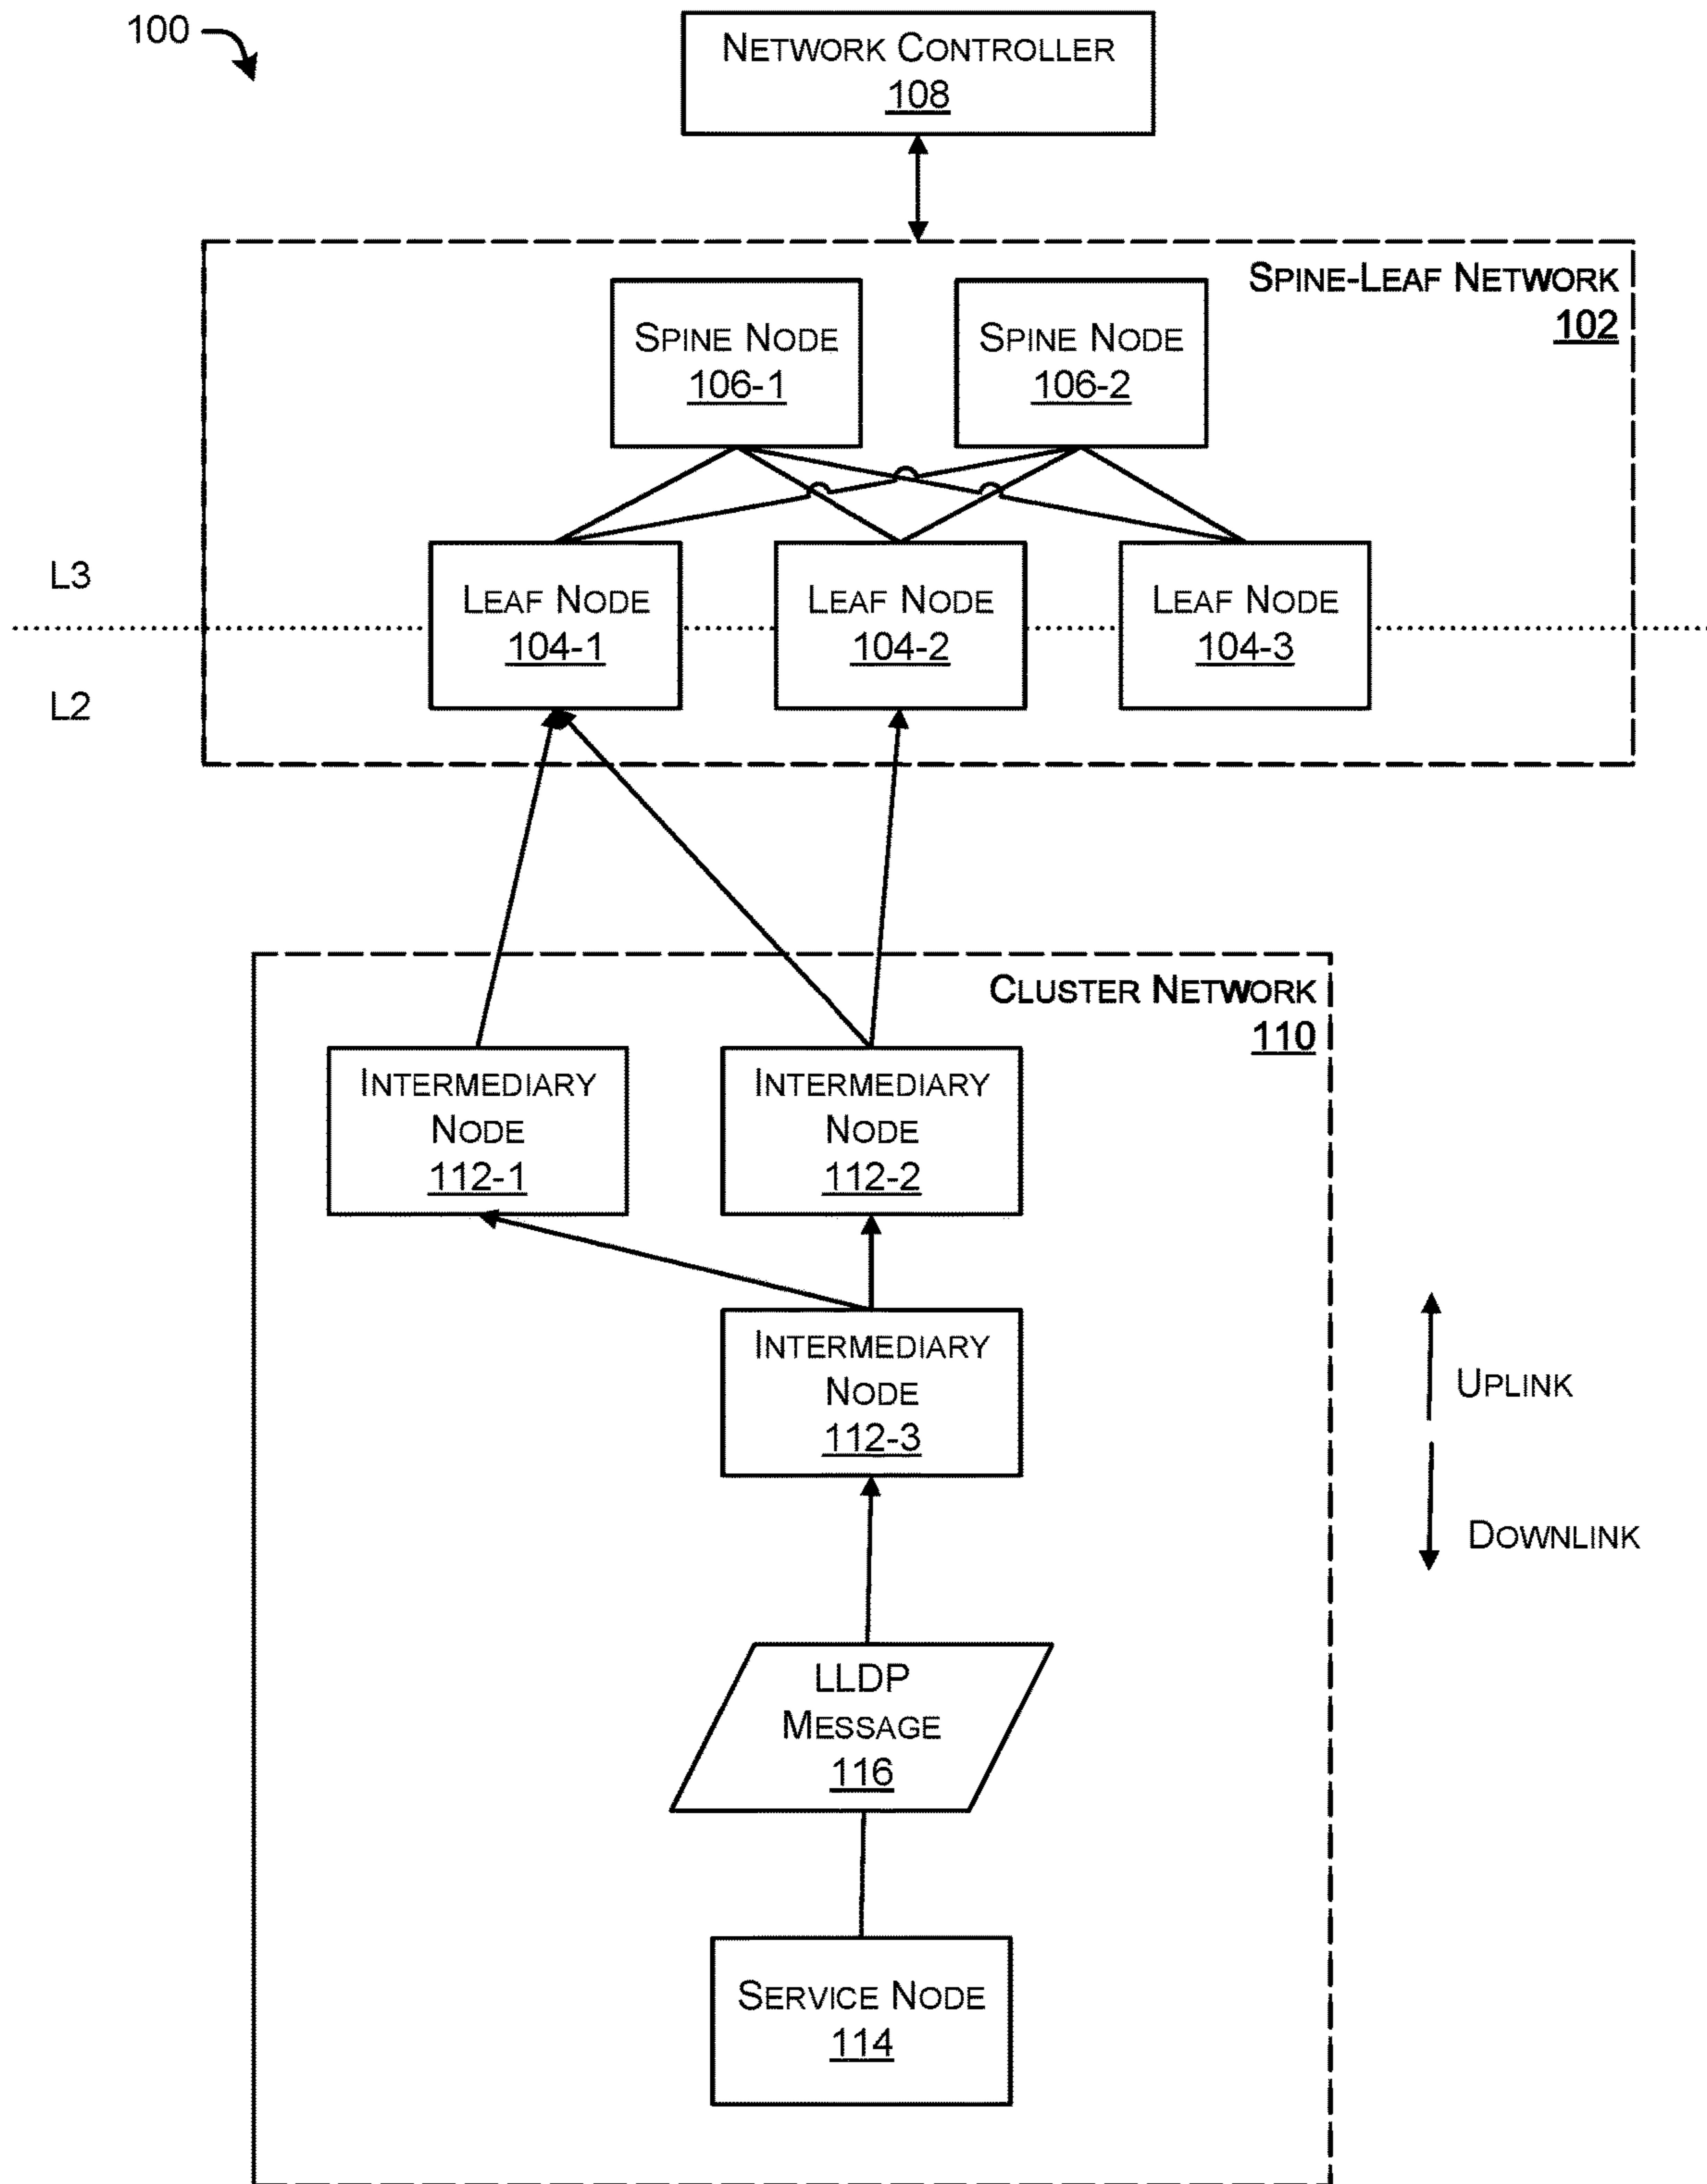 100
NETWORK CONTROLLER
108
SPINE-LEAF NETWORK
102
SPINE NODE
106-1
SPINE NODE
106-2
L3
LEAF NODE
104-1
LEAF NODE
104-2
LEAF NODE
104-3
L2
CLUSTER NETWORK
110
INTERMEDIARY
NODE
112-1
INTERMEDIARY
NODE
112-2
INTERMEDIARY
NODE
112-3
UPLINK
DOWNLINK
LLDP
MESSAGE
116
SERVICE NODE
114